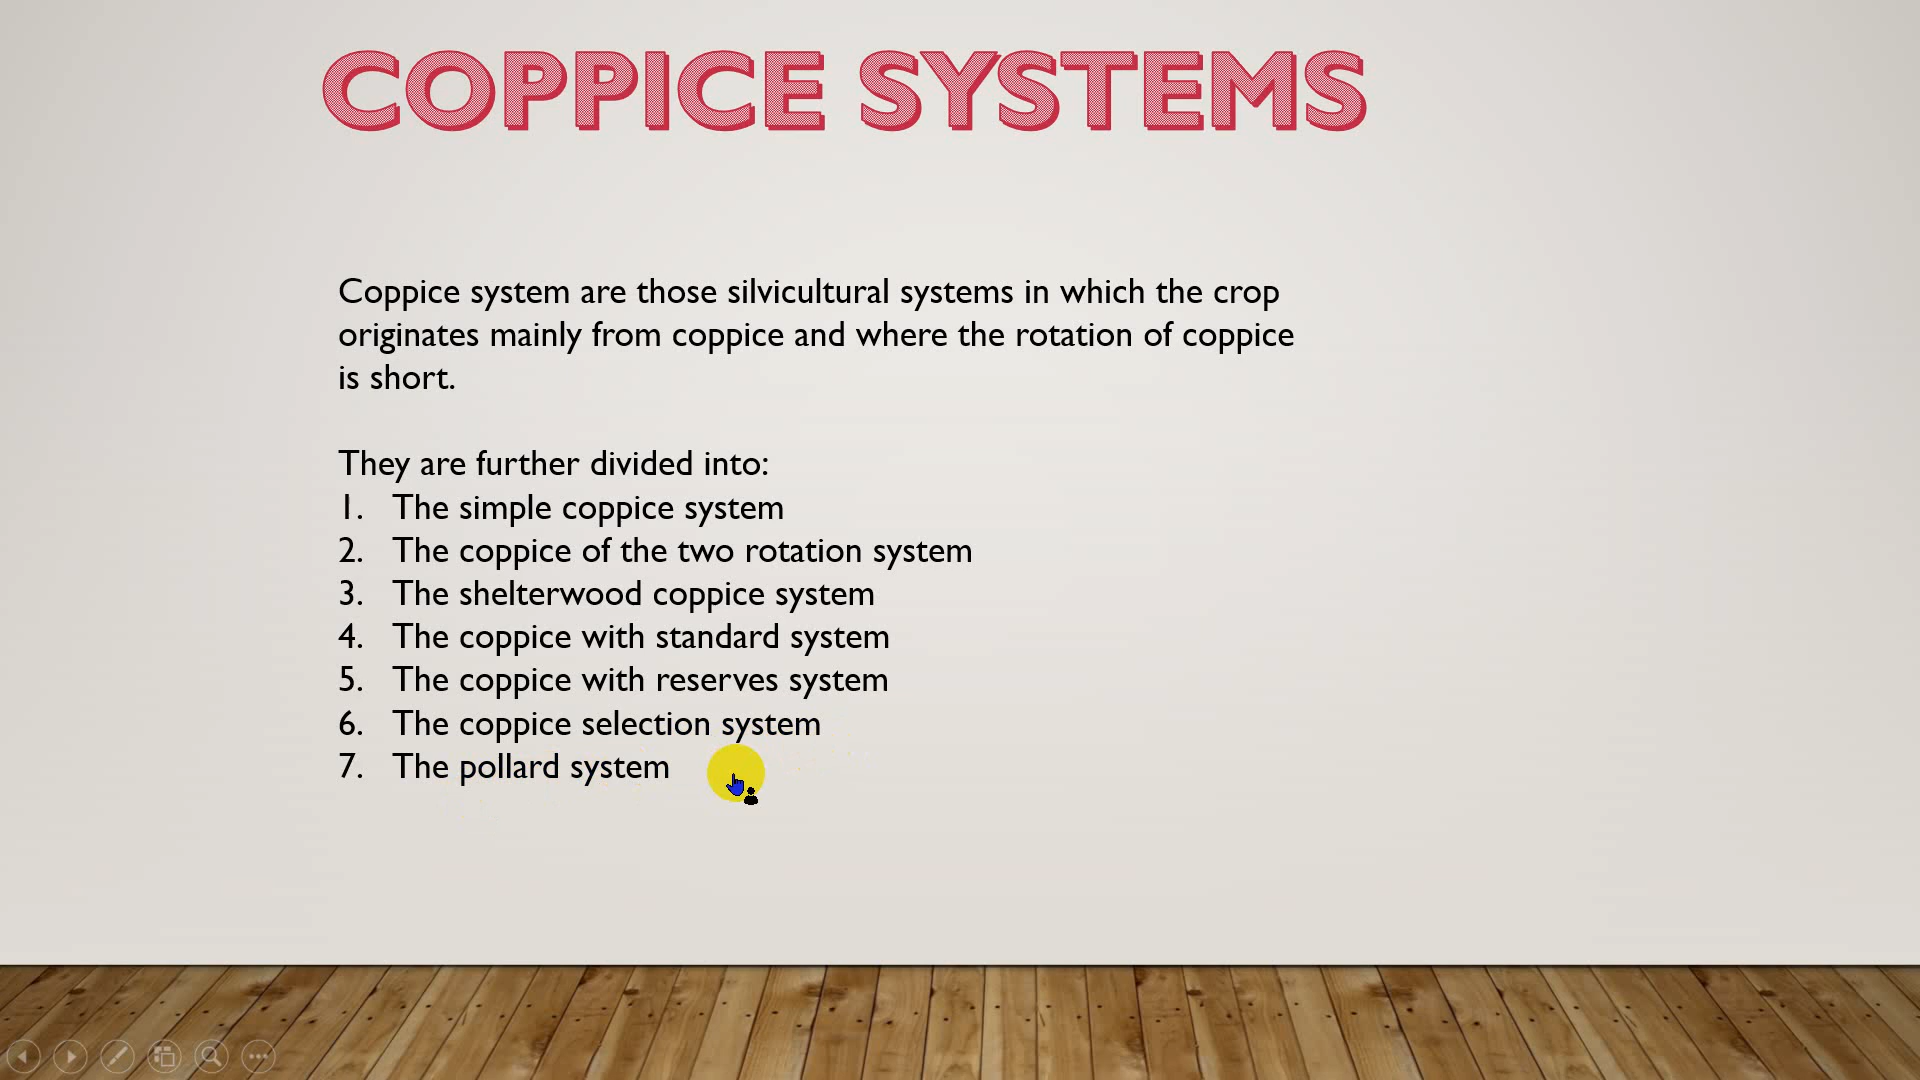 COPPICE SYSTEMS
Coppice system are those silvicultural systems in which the crop
originates mainly from coppice and where the rotation of coppice
is short.
They are further divided into:
1. The simple coppice system
2. The coppice of the two rotation system
3. The shelterwood coppice system
4. The coppice with standard system
5. The coppice with reserves system
6. The coppice selection system
7. The pollard system